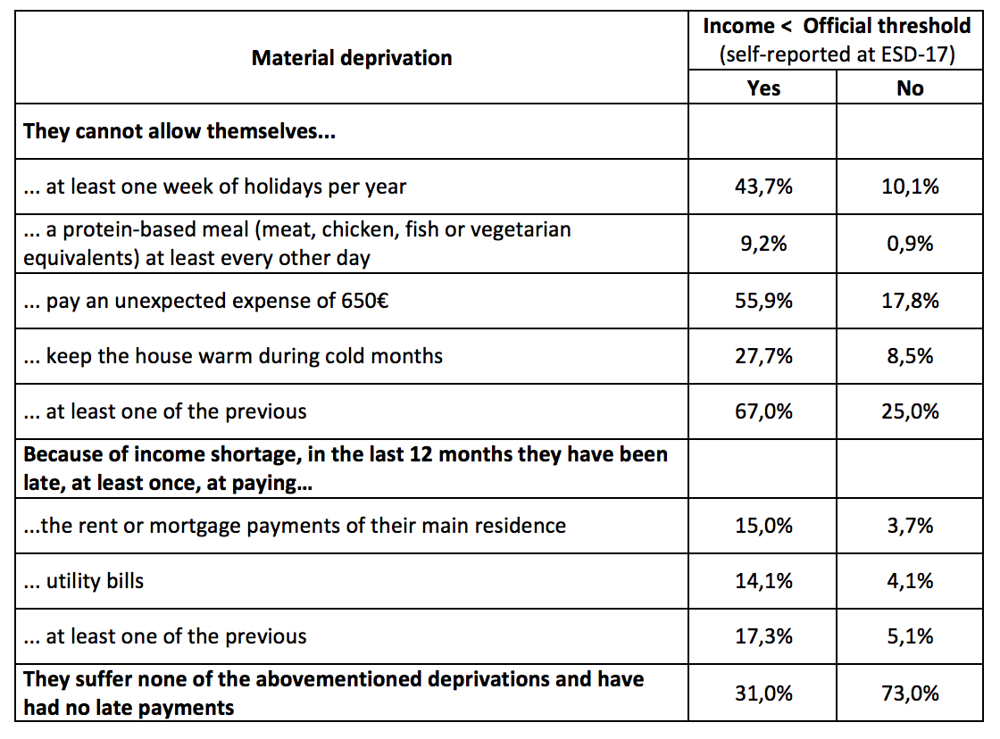 Material deprivation
Income < Official threshold
(self-reported at ESD-17)
Yes No
They cannot allow themselves...
... at least one week of holidays per year 43,7% 10,1%
... a protein-based meal (meat, chicken, fish or vegetarian
equivalents) at least every other day 9,2% 0,9%
... pay an unexpected expense of 650€ 55,9% 17,8%
... keep the house warm during cold months 27,7% 8,5%
... at least one of the previous 67,0% 25,0%
Because of income shortage, in the last 12 months they have been
late, at least once, at paying...
...the rent or mortgage payments of their main residence 15,0% 3,7%
... utility bills 14,1% 4,1%
... at least one of the previous 17,3% 5,1%
They suffer none of the abovementioned deprivations and have
had no late payments 31,0% 73,0%